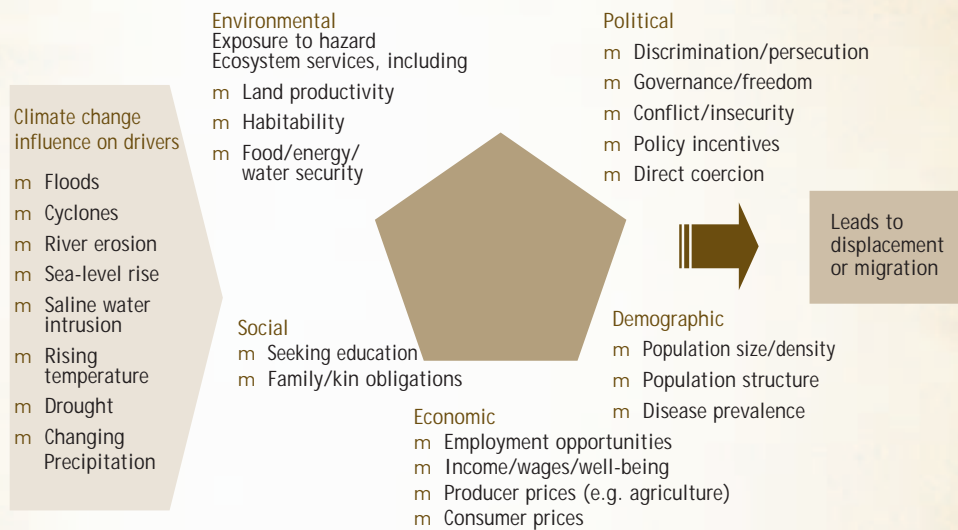 Climate change
influence on drivers
m Floods
m Cyclones
m River erosion
m Sea-level rise
m Saline water
intrusion
m Rising
temperature
m Drought
m Changing
Precipitation
Environmental
Exposure to hazard
Ecosystem services, including
m Land productivity
m Habitability
m Food/energy/
water security
Political
m Discrimination/persecution
m Governance/freedom
m Conflict/insecurity
m Policy incentives
m Direct coercion
Social
m Seeking education
m Family/kin obligations
Economic
m Employment opportunities
m Income/wages/well-being
m Producer prices (e.g. agriculture)
m Consumer prices
Demographic
m Population size/density
m Population structure
m Disease prevalence
Leads to
displacement
or migration